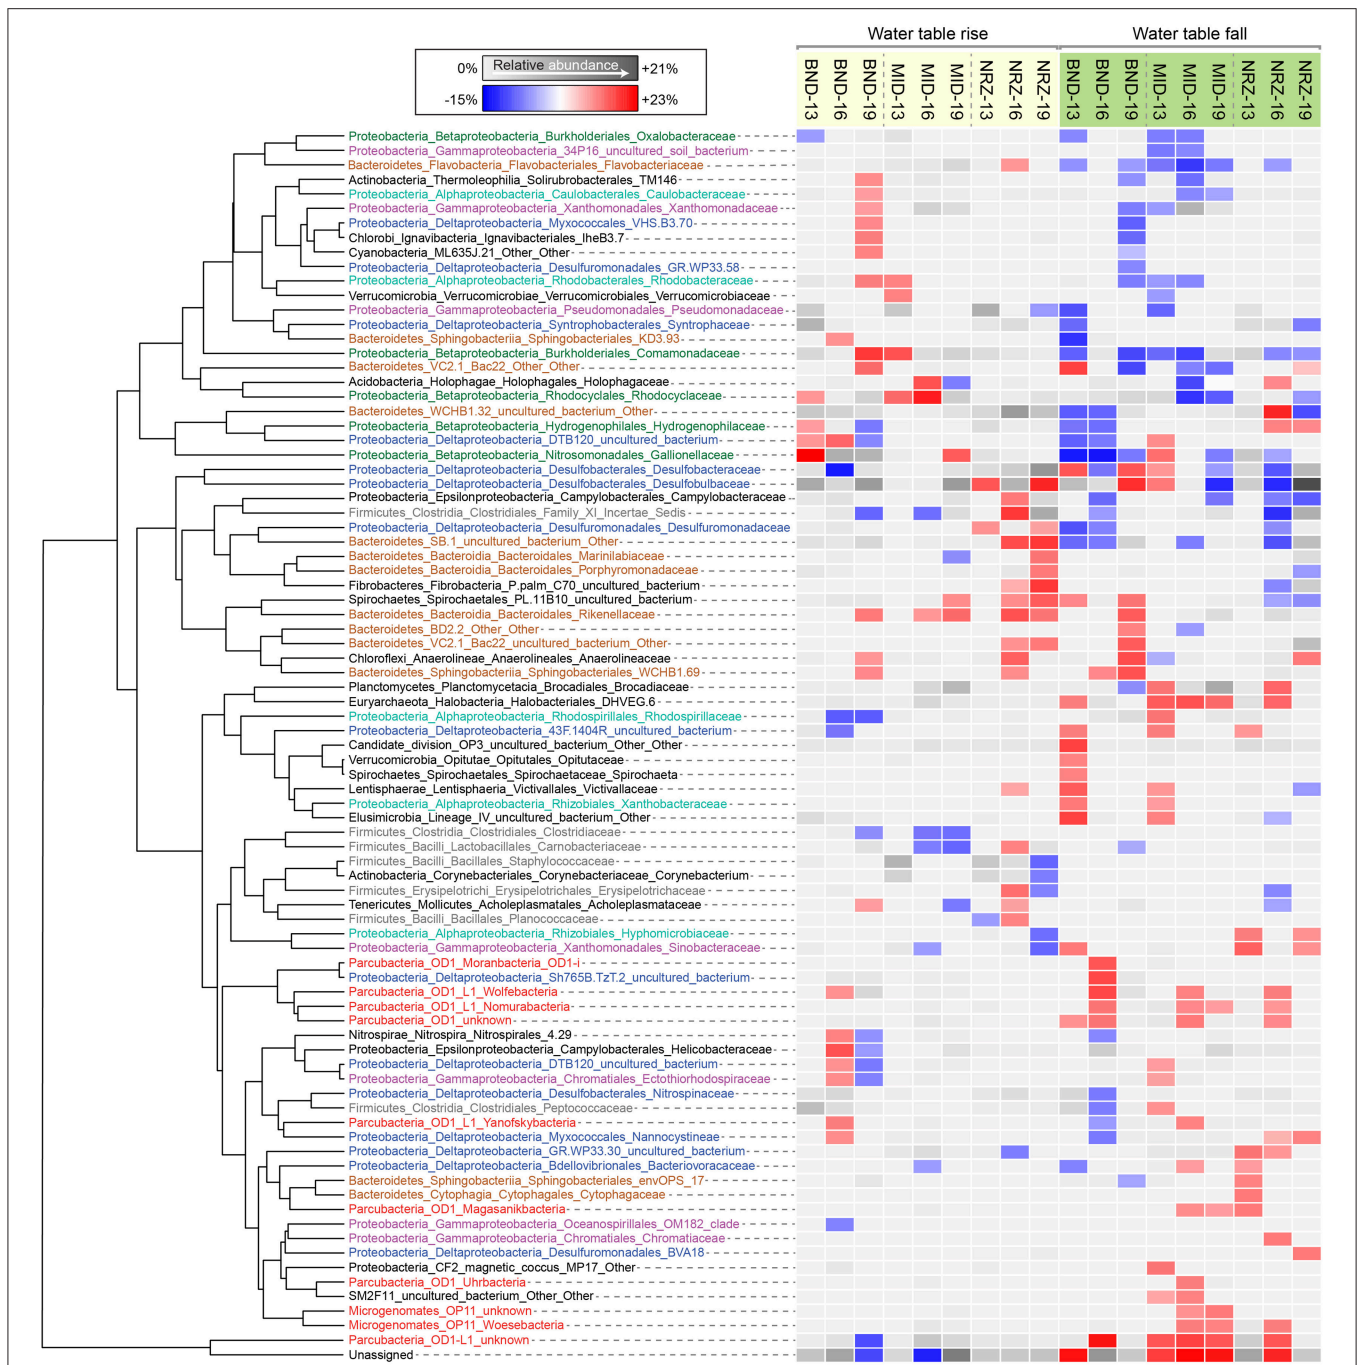 Water table rise
Water table fall
0% Relative abundance +21%
-15% +23%
BND-13
BND-16
BND-19
MID-13
MID-16
MID-19
NRZ-13
NRZ-16
NRZ-19
BND-13
BND-16
BND-19
MID-13
MID-16
MID-19
NRZ-13
NRZ-16
NRZ-19
Proteobacteria_Betaproteobacteria_Burkholderiales_Oxalobacteraceae
Proteobacteria_Gammaproteobacteria_34P16_uncultured_soil_bacterium
Bacteroidetes_Flavobacteriia_Flavobacteriales_Flavobacteriaceae
Actinobacteria_Thermoleophilia_Solirubrobacterales_TM146
Proteobacteria_Alphaproteobacteria_Caulobacterales_Caulobacteraceae
Proteobacteria_Gammaproteobacteria_Xanthomonadales_Xanthomonadaceae
Proteobacteria_Deltaproteobacteria_Myxococcales_VHS.B3.70
Chlorobi_Ignavibacteria_Ignavibacteriales_IheB3.7
Cyanobacteria_ML635J.21_Other_Other
Proteobacteria_Deltaproteobacteria_Desulfuromonadales_GR.WP33.58
Proteobacteria_Alphaproteobacteria_Rhodobacterales_Rhodobacteraceae
Verrucomicrobia_Verrucomicrobiae_Verrucomicrobiales_Verrucomicrobiaceae
Proteobacteria_Gammaproteobacteria_Pseudomonadales_Pseudomonadaceae
Proteobacteria_Deltaproteobacteria_Syntrophobacterales_Syntrophaceae
Bacteroidetes_Sphingobacteriia_Sphingobacteriales_KD3.93
Proteobacteria_Betaproteobacteria_Burkholderiales_Comamonadaceae
Bacteroidetes_VC2.1_Bac22_Other_Other
Acidobacteria_Holophagae_Holophagales_Holophagaceae
Proteobacteria_Betaproteobacteria_Rhodocyclales_Rhodocyclaceae
Bacteroidetes_WCHB1.32_uncultured_bacterium_Other
Proteobacteria_Betaproteobacteria_Hydrogenophilales_Hydrogenophilaceae
Proteobacteria_Deltaproteobacteria_DTB120_uncultured_bacterium
Proteobacteria_Betaproteobacteria_Nitrosomonadales_Gallionellaceae
Proteobacteria_Deltaproteobacteria_Desulfobacterales_Desulfobacteraceae
Proteobacteria_Deltaproteobacteria_Desulfobacterales_Desulfobulbaceae
Proteobacteria_Epsilonproteobacteria_Campylobacterales_Campylobacteraceae
Firmicutes_Clostridia_Clostridiales_Family_XI_Incertae_Sedis
Proteobacteria_Deltaproteobacteria_Desulfuromonadales_Desulfuromonadaceae
Bacteroidetes_SB.1_uncultured_bacterium_Other
Bacteroidetes_Bacteroidia_Bacteroidales_Marinilabiaceae
Bacteroidetes_Bacteroidia_Bacteroidales_Porphyromonadaceae
Fibrobacteres_Fibrobacteria_P.palm_C70_uncultured_bacterium
Spirochaetes_Spirochaetales_PL.11B10_uncultured_bacterium
Bacteroidetes_Bacteroidia_Bacteroidales_Rikenellaceae
Bacteroidetes_BD2.2_Other_Other
Bacteroidetes_VC2.1_Bac22_uncultured_bacterium_Other
Chloroflexi_Anaerolineae_Anaerolineales_Anaerolineaceae
Bacteroidetes_Sphingobacteriia_Sphingobacteriales_WCHB1.69
Planctomycetes_Planctomycetacia_Brocadiales_Brocadiaceae
Euryarchaeota_Halobacteria_Halobacteriales_DHVEG.6
Proteobacteria_Alphaproteobacteria_Rhodospirillales_Rhodospirillaceae
Proteobacteria_Deltaproteobacteria_43F.1404R_uncultured_bacterium
Candidate_division_OP3_uncultured_bacterium_Other_Other
Verrucomicrobia_Opitutae_Opitutales_Opitutaceae
Spirochaetes_Spirochaetales_Spirochaetaceae_Spirochaeta
Lentisphaerae_Lentisphaeria_Victivallales_Victivallaceae
Proteobacteria_Alphaproteobacteria_Rhizobiales_Xanthobacteraceae
Elusimicrobia_Lineage_IV_uncultured_bacterium_Other
Firmicutes_Clostridia_Clostridiales_Clostridiaceae
Firmicutes_Bacilli_Lactobacillales_Carnobacteriaceae
Firmicutes_Bacilli_Bacillales_Staphylococcaceae
Actinobacteria_Corynebacteriales_Corynebacteriaceae_Corynebacterium
Firmicutes_Erysipelotrichi_Erysipelotrichales_Erysipelotrichaceae
Tenericutes_Mollicutes_Acholeplasmatales_Acholeplasmataceae
Firmicutes_Bacilli_Bacillales_Planococcaceae
Proteobacteria_Alphaproteobacteria_Rhizobiales_Hyphomicrobiaceae
Proteobacteria_Gammaproteobacteria_Xanthomonadales_Sinobacteraceae
Parcubacteria_OD1_Moranbacteria_OD1-i
Proteobacteria_Deltaproteobacteria_Sh765B.TzT.2_uncultured_bacterium
Parcubacteria_OD1_L1_Wolfebacteria
Parcubacteria_OD1_L1_Nomurabacteria
Parcubacteria_OD1_unknown
Nitrospirae_Nitrospira_Nitrospirales_4.29
Proteobacteria_Epsilonproteobacteria_Campylobacterales_Helicobacteraceae
Proteobacteria_Deltaproteobacteria_DTB120_uncultured_bacterium
Proteobacteria_Gammaproteobacteria_Chromatiales_Ectothiorhodospiraceae
Proteobacteria_Deltaproteobacteria_Desulfobacterales_Nitrospinaceae
Firmicutes_Clostridia_Clostridiales_Peptococcaceae
Parcubacteria_OD1_L1_Yanofskybacteria
Proteobacteria_Deltaproteobacteria_Myxococcales_Nannocystineae
Proteobacteria_Deltaproteobacteria_GR.WP33.30_uncultured_bacterium
Proteobacteria_Deltaproteobacteria_Bdellovibrionales_Bacteriovoracaceae
Bacteroidetes_Sphingobacteriia_Sphingobacteriales_envOPS_17
Bacteroidetes_Cytophagia_Cytophagales_Cytophagaceae
Parcubacteria_OD1_Magasanikbacteria
Proteobacteria_Gammaproteobacteria_Oceanospirillales_OM182_clade
Proteobacteria_Gammaproteobacteria_Chromatiales_Chromatiaceae
Proteobacteria_Deltaproteobacteria_Desulfuromonadales_BVA18
Proteobacteria_CF2_magnetic_coccus_MP17_Other
Parcubacteria_OD1_Uhrbacteria
SM2F11_uncultured_bacterium_Other_Other
Microgenomates_OP11_unknown
Microgenomates_OP11_Woesebacteria
Parcubacteria_OD1-L1_unknown
Unassigned